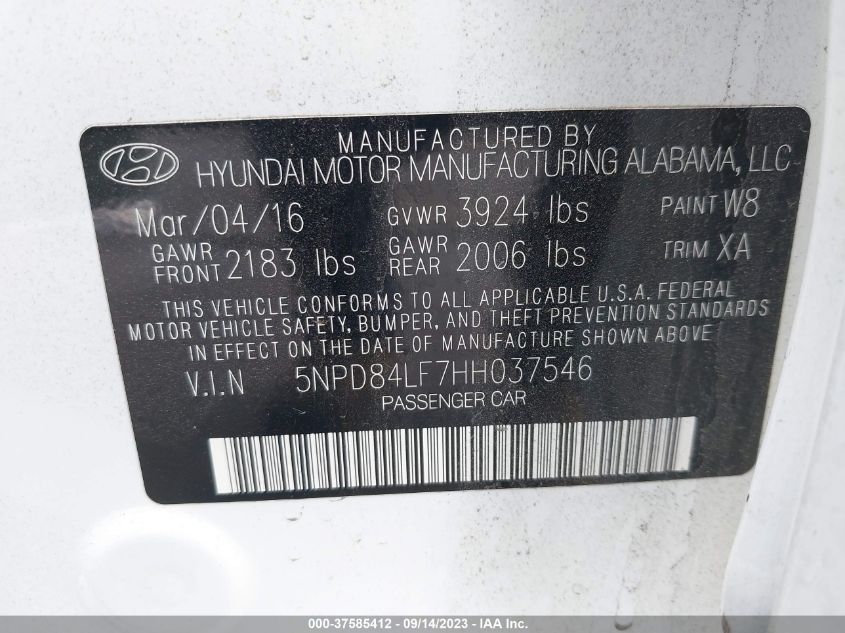 MANUFACTURED BY
HYUNDAI MOTOR MANUFACTURING ALABAMA, LLC
Mar/04/16 GVWR 3924 lbs PAINT W8
GAWR FRONT 2183 lbs GAWR REAR 2006 lbs TRIM XA
THIS VEHICLE CONFORMS TO ALL APPLICABLE U.S.A. FEDERAL
MOTOR VEHICLE SAFETY, BUMPER, AND THEFT PREVENTION STANDARDS
IN EFFECT ON THE DATE OF MANUFACTURE SHOWN ABOVE
V.I.N 5NPD84LF7HH037546
PASSENGER CAR
000-37585412 - 09/14/2023 - IAA Inc.